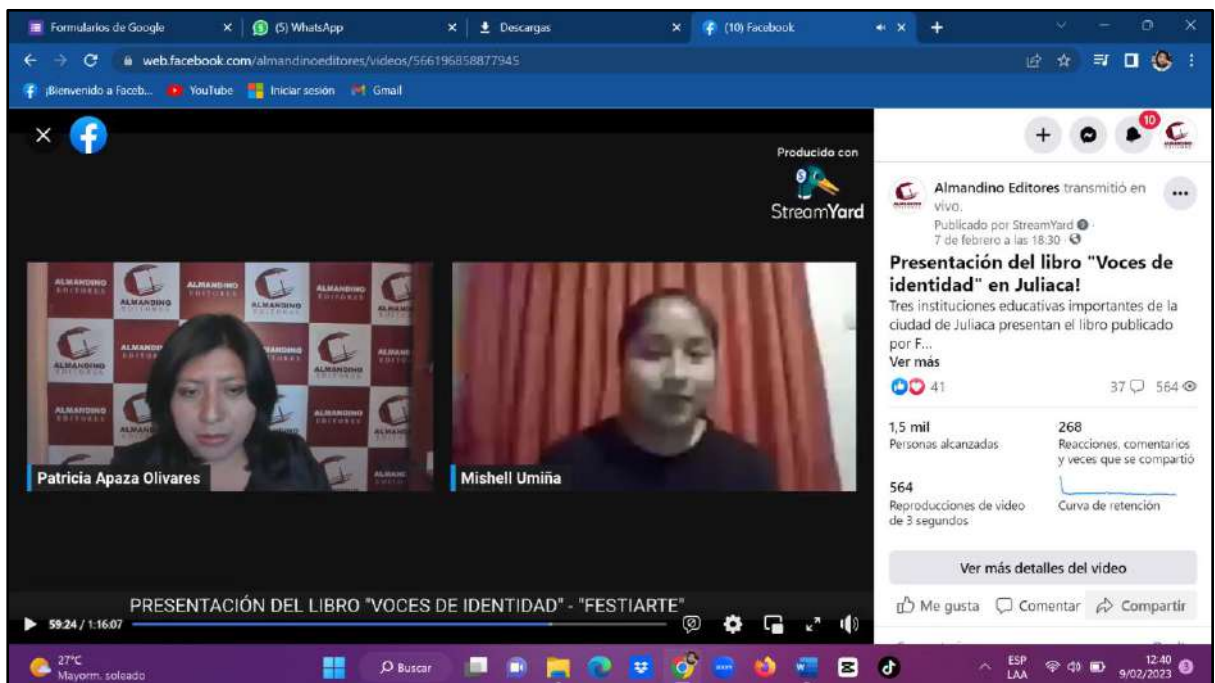 Formularios de Google
(5) WhatsApp
Descargas
(10) Facebook
web.facebook.com/almandinoeditores/videos/566196858877945
¡Bienvenido a Faceb...
YouTube
Iniciar sesión
Gmail
Producido con
StreamYard
ALMANDINO
EDITORES
Patricia Apaza Olivares
Mishell Umiña
PRESENTACIÓN DEL LIBRO "VOCES DE IDENTIDAD" - "FESTIARTE"
59:24 / 1:16:07
10
Almandino Editores transmitió en
vivo.
Publicado por StreamYard
7 de febrero a las 18:30
Presentación del libro "Voces de
identidad" en Juliaca!
Tres instituciones educativas importantes de la
ciudad de Juliaca presentan el libro publicado
por F...
Ver más
41
37
564
1,5 mil
Personas alcanzadas
268
Reacciones, comentarios
y veces que se compartió
564
Reproducciones de video
de 3 segundos
Curva de retención
Ver más detalles del video
Me gusta
Comentar
Compartir
27°C
Mayorm. soleado
Buscar
ESP
LAA
12:40
9/02/2023